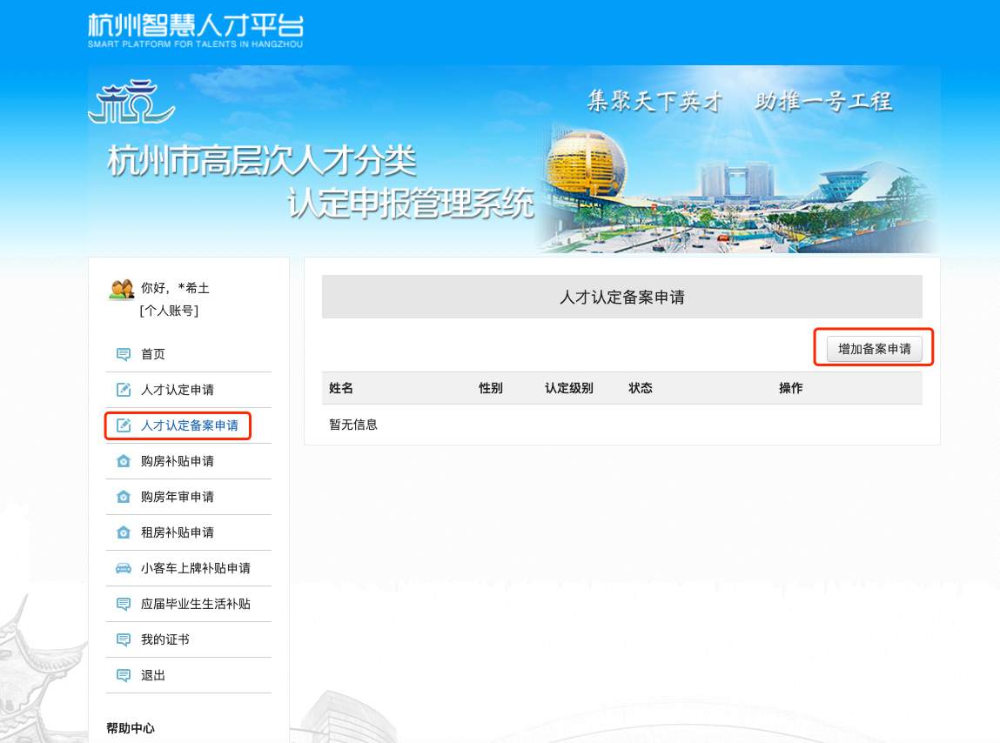 杭州智慧人才平台
SMART PLATFORM FOR TALENTS IN HANGZHOU
集聚天下英才 助推一号工程
杭州市高层次人才分类
认定申报管理系统
你好，*希土
[个人账号]
首页
人才认定申请
人才认定备案申请
购房补贴申请
购房年审申请
租房补贴申请
小客车上牌补贴申请
应届毕业生生活补贴
我的证书
退出
帮助中心
人才认定备案申请
增加备案申请
姓名 性别 认定级别 状态 操作
暂无信息